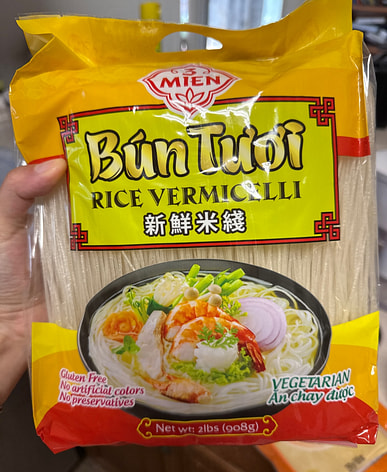 3
MIEN
Bún Tươi
RICE VERMICELLI
新鮮米綫
Gluten Free
No artificial colors
No preservatives
VEGETARIAN
Ăn chay được
Net wt: 2lbs (908g)